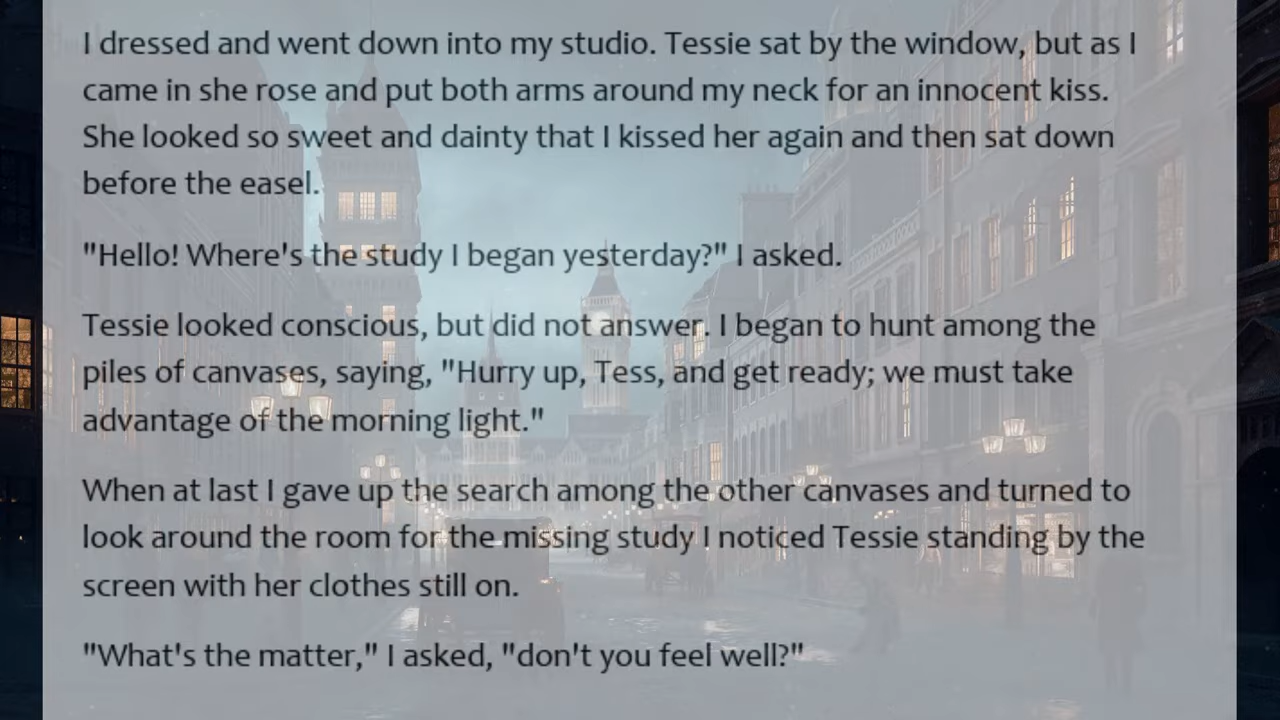 I dressed and went down into my studio. Tessie sat by the window, but as I
came in she rose and put both arms around my neck for an innocent kiss.
She looked so sweet and dainty that I kissed her again and then sat down
before the easel.
"Hello! Where's the study I began yesterday?" I asked.
Tessie looked conscious, but did not answer. I began to hunt among the
piles of canvases, saying, "Hurry up, Tess, and get ready; we must take
advantage of the morning light."
When at last I gave up the search among the other canvases and turned to
look around the room for the missing study I noticed Tessie standing by the
screen with her clothes still on.
"What's the matter," I asked, "don't you feel well?"